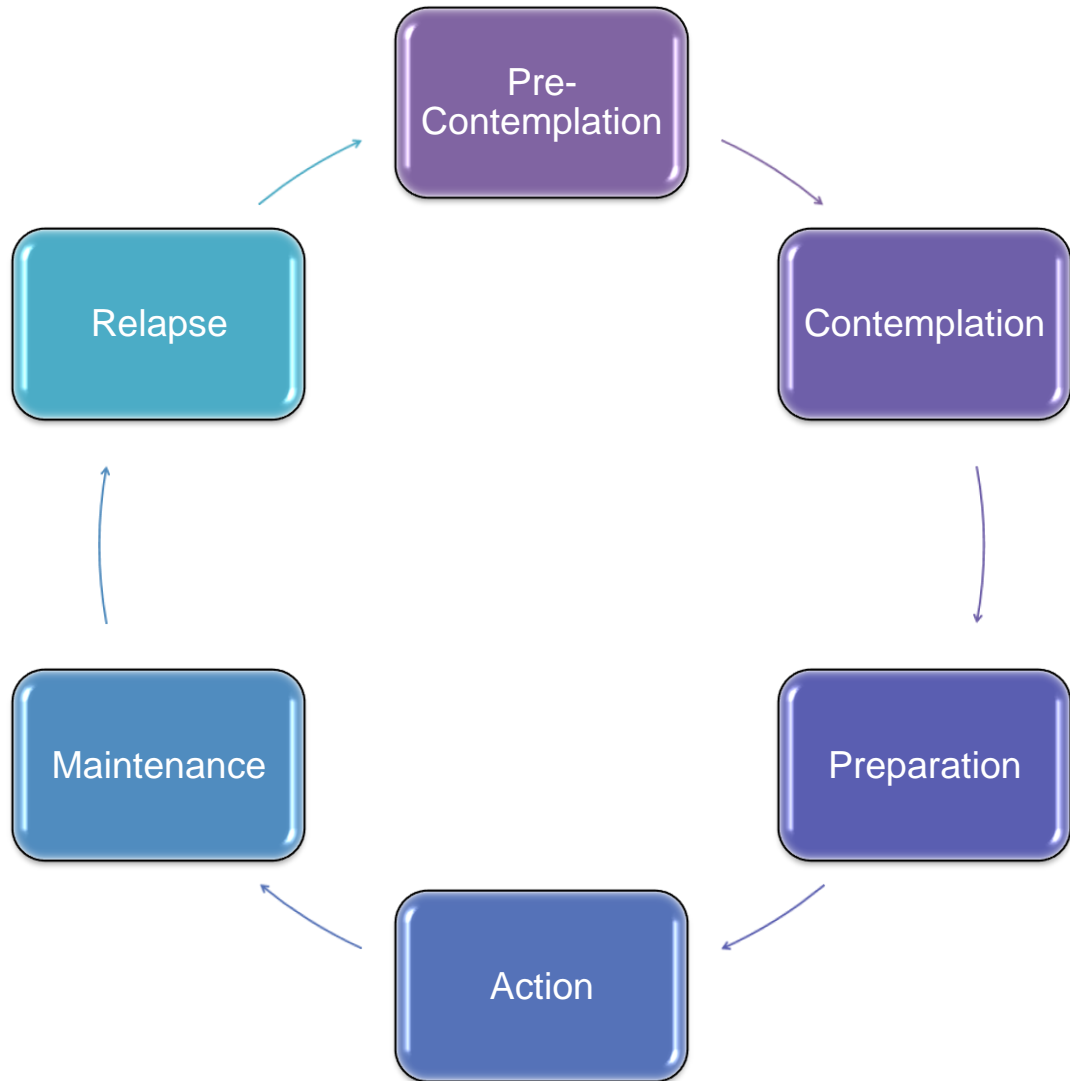 Pre-
Contemplation
Contemplation
Preparation
Action
Maintenance
Relapse